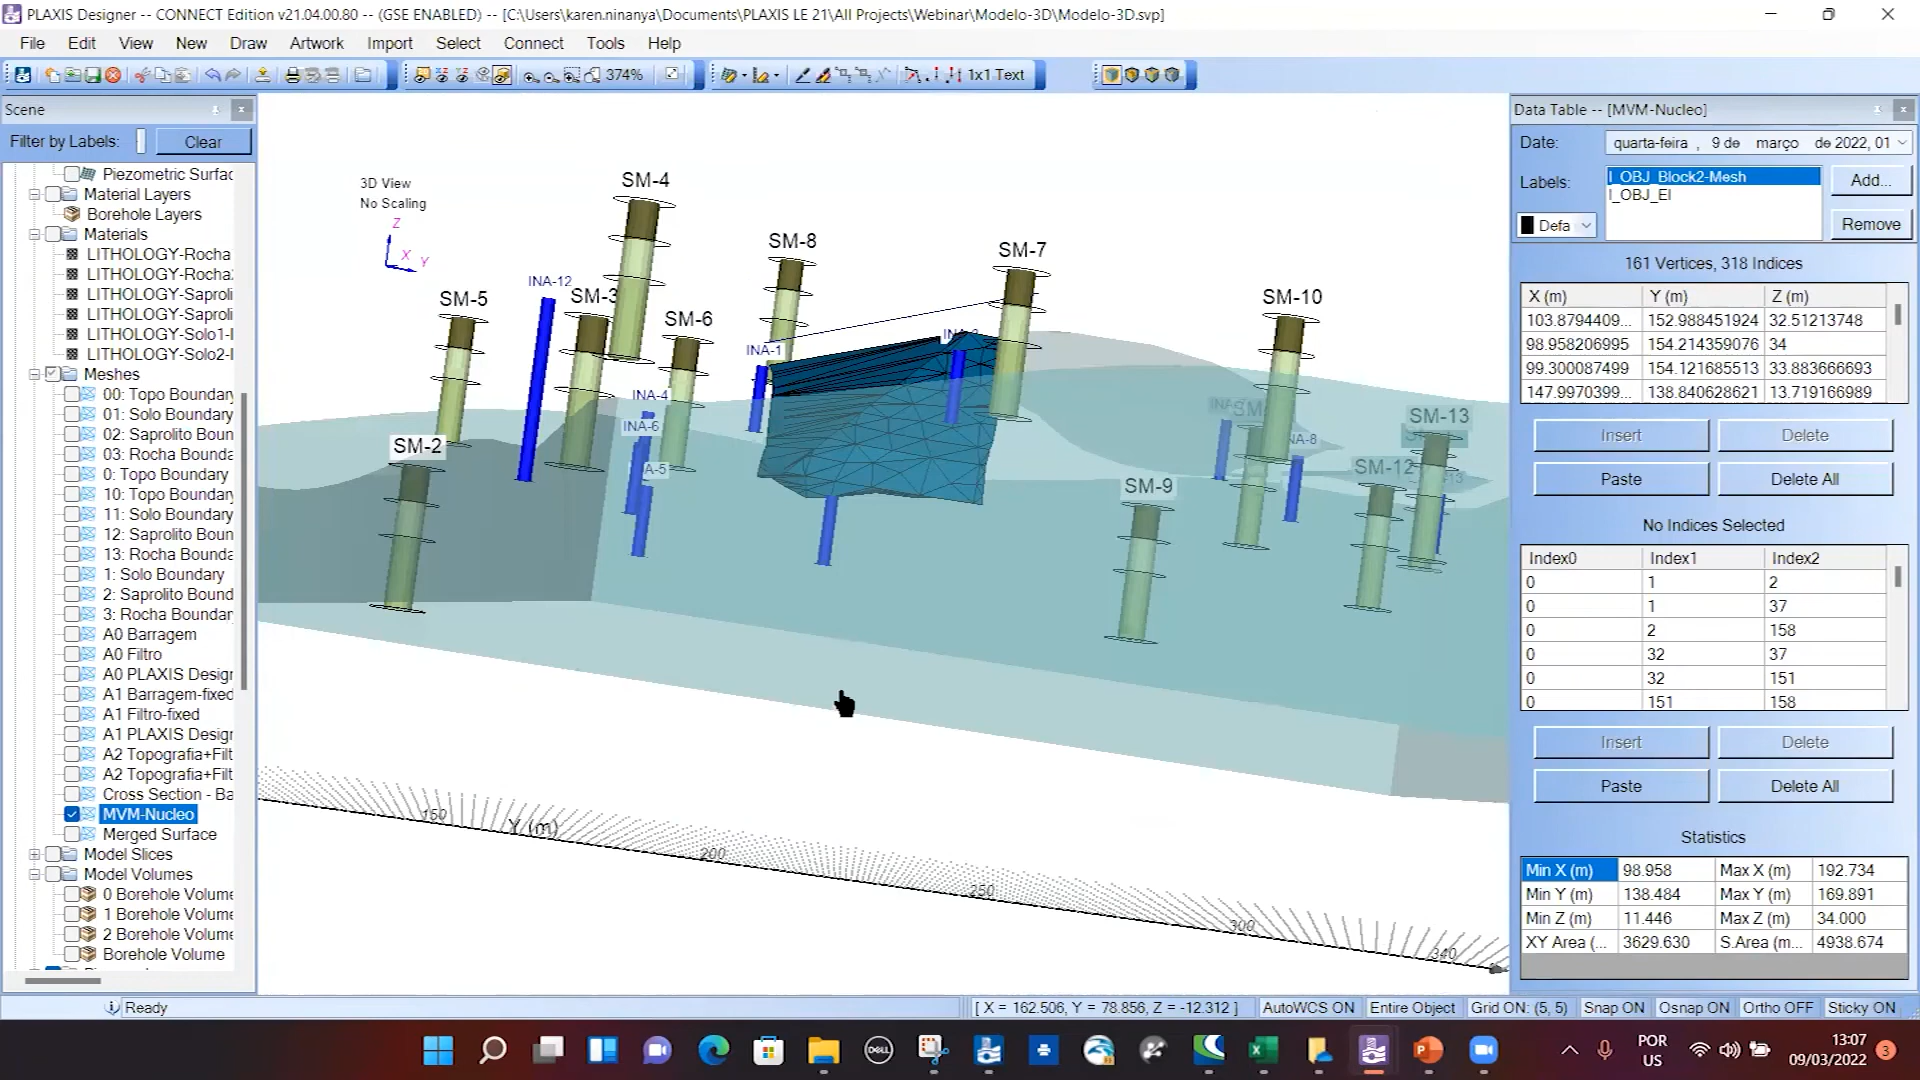 PLAXIS Designer -- CONNECT Edition v21.04.00.80 -- (GSE ENABLED) -- [C:\Users\karen.ninanya\Documents\PLAXIS LE 21\All Projects\Webinar\Modelo-3D\Modelo-3D.svp]
File Edit View New Draw Artwork Import Select Connect Tools Help
374% 1x1 Text
Scene
Filter by Labels: Clear
Piezometric Surfac
Material Layers
Borehole Layers
Materials
LITHOLOGY-Rocha
LITHOLOGY-Rocha
LITHOLOGY-Saproli
LITHOLOGY-Saproli
LITHOLOGY-Solo1-
LITHOLOGY-Solo2-
Meshes
00: Topo Boundary
01: Solo Boundary
02: Saprolito Boun
03: Rocha Bounda
0: Topo Boundary
10: Topo Boundary
11: Solo Boundary
12: Saprolito Boun
13: Rocha Bounda
1: Solo Boundary
2: Saprolito Bound
3: Rocha Boundar
A0 Barragem
A0 Filtro
A0 PLAXIS Design
A1 Barragem-fixed
A1 Filtro-fixed
A1 PLAXIS Design
A2 Topografia+Filt
A2 Topografia+Filt
Cross Section - Ba
MVM-Nucleo
Merged Surface
Model Slices
Model Volumes
0 Borehole Volume
1 Borehole Volume
2 Borehole Volume
Borehole Volume
3D View
No Scaling
Z
X
Y
SM-4
SM-8
SM-7
INA-12
SM-5
SM-3
SM-10
SM-6
INA-1
INA-4
SM-13
INA-6
SM-2
NA-8
A-5
SM-12
SM-9
150
Y (m)
200
250
300
340
Data Table -- [MVM-Nucleo]
Date: quarta-feira , 9 de março de 2022, 01
Labels: I_OBJ_Block2-Mesh
I_OBJ_El
Add...
Defa
Remove
161 Vertices, 318 Indices
X (m) Y (m) Z (m)
103.8794409... 152.988451924 32.51213748
98.958206995 154.214359076 34
99.300087499 154.121685513 33.883666693
147.9970399... 138.840628621 13.719166989
Insert Delete
Paste Delete All
No Indices Selected
Index0 Index1 Index2
0 1 2
0 1 37
0 2 158
0 32 37
0 32 151
0 151 158
Insert Delete
Paste Delete All
Statistics
Min X (m) 98.958 Max X (m) 192.734
Min Y (m) 138.484 Max Y (m) 169.891
Min Z (m) 11.446 Max Z (m) 34.000
XY Area (... 3629.630 S.Area (m... 4938.674
Ready
[ X = 162.506, Y = 78.856, Z = -12.312 ] AutoWCS ON Entire Object Grid ON: (5, 5) Snap ON Osnap ON Ortho OFF Sticky ON
DELL
POR
US
13:07
09/03/2022
3